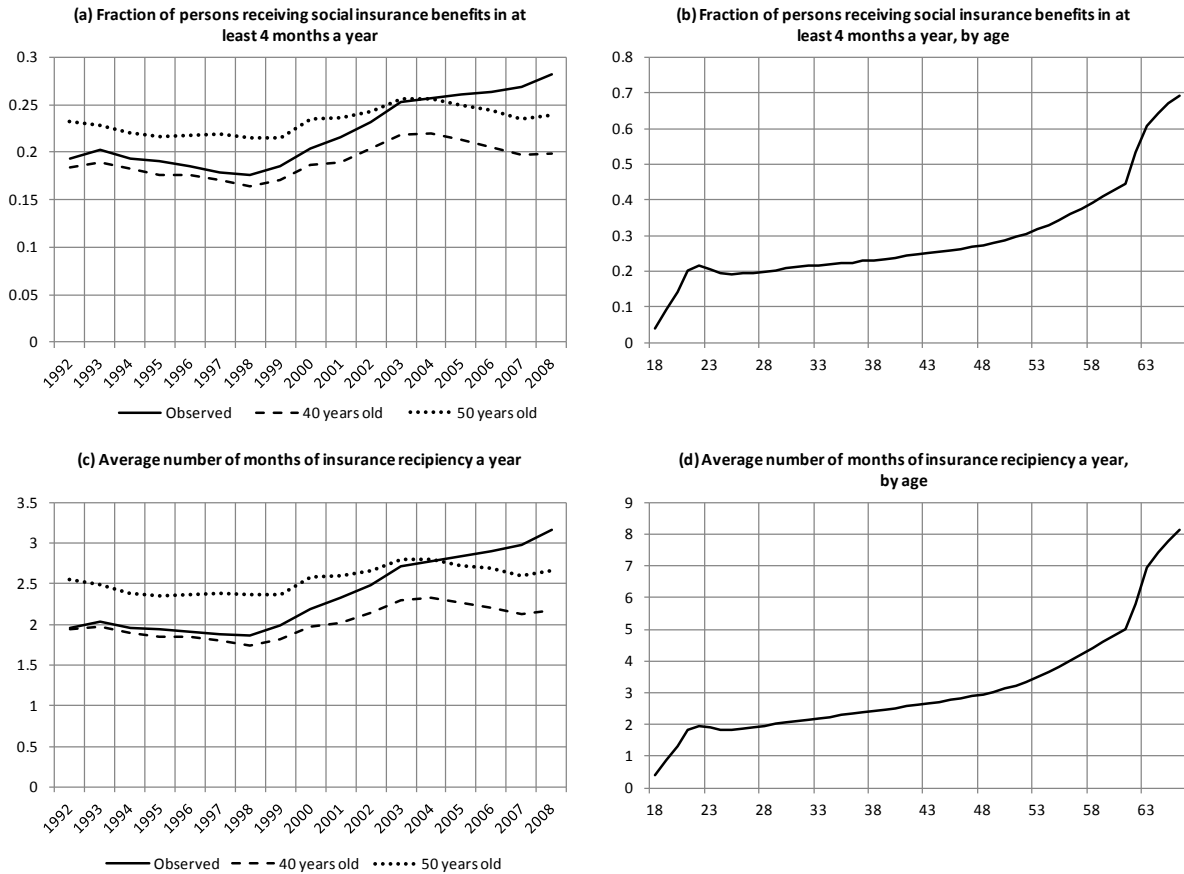 (a) Fraction of persons receiving social insurance benefits in at
least 4 months a year
0.3
0.25
0.2
0.15
0.1
0.05
0
1992 1993 1994 1995 1996 1997 1998 1999 2000 2001 2002 2003 2004 2005 2006 2007 2008
Observed 40 years old 50 years old
(b) Fraction of persons receiving social insurance benefits in at
least 4 months a year, by age
0.8
0.7
0.6
0.5
0.4
0.3
0.2
0.1
0
18 23 28 33 38 43 48 53 58 63
(c) Average number of months of insurance recipiency a year
3.5
3
2.5
2
1.5
1
0.5
0
1992 1993 1994 1995 1996 1997 1998 1999 2000 2001 2002 2003 2004 2005 2006 2007 2008
Observed 40 years old 50 years old
(d) Average number of months of insurance recipiency a year,
by age
9
8
7
6
5
4
3
2
1
0
18 23 28 33 38 43 48 53 58 63